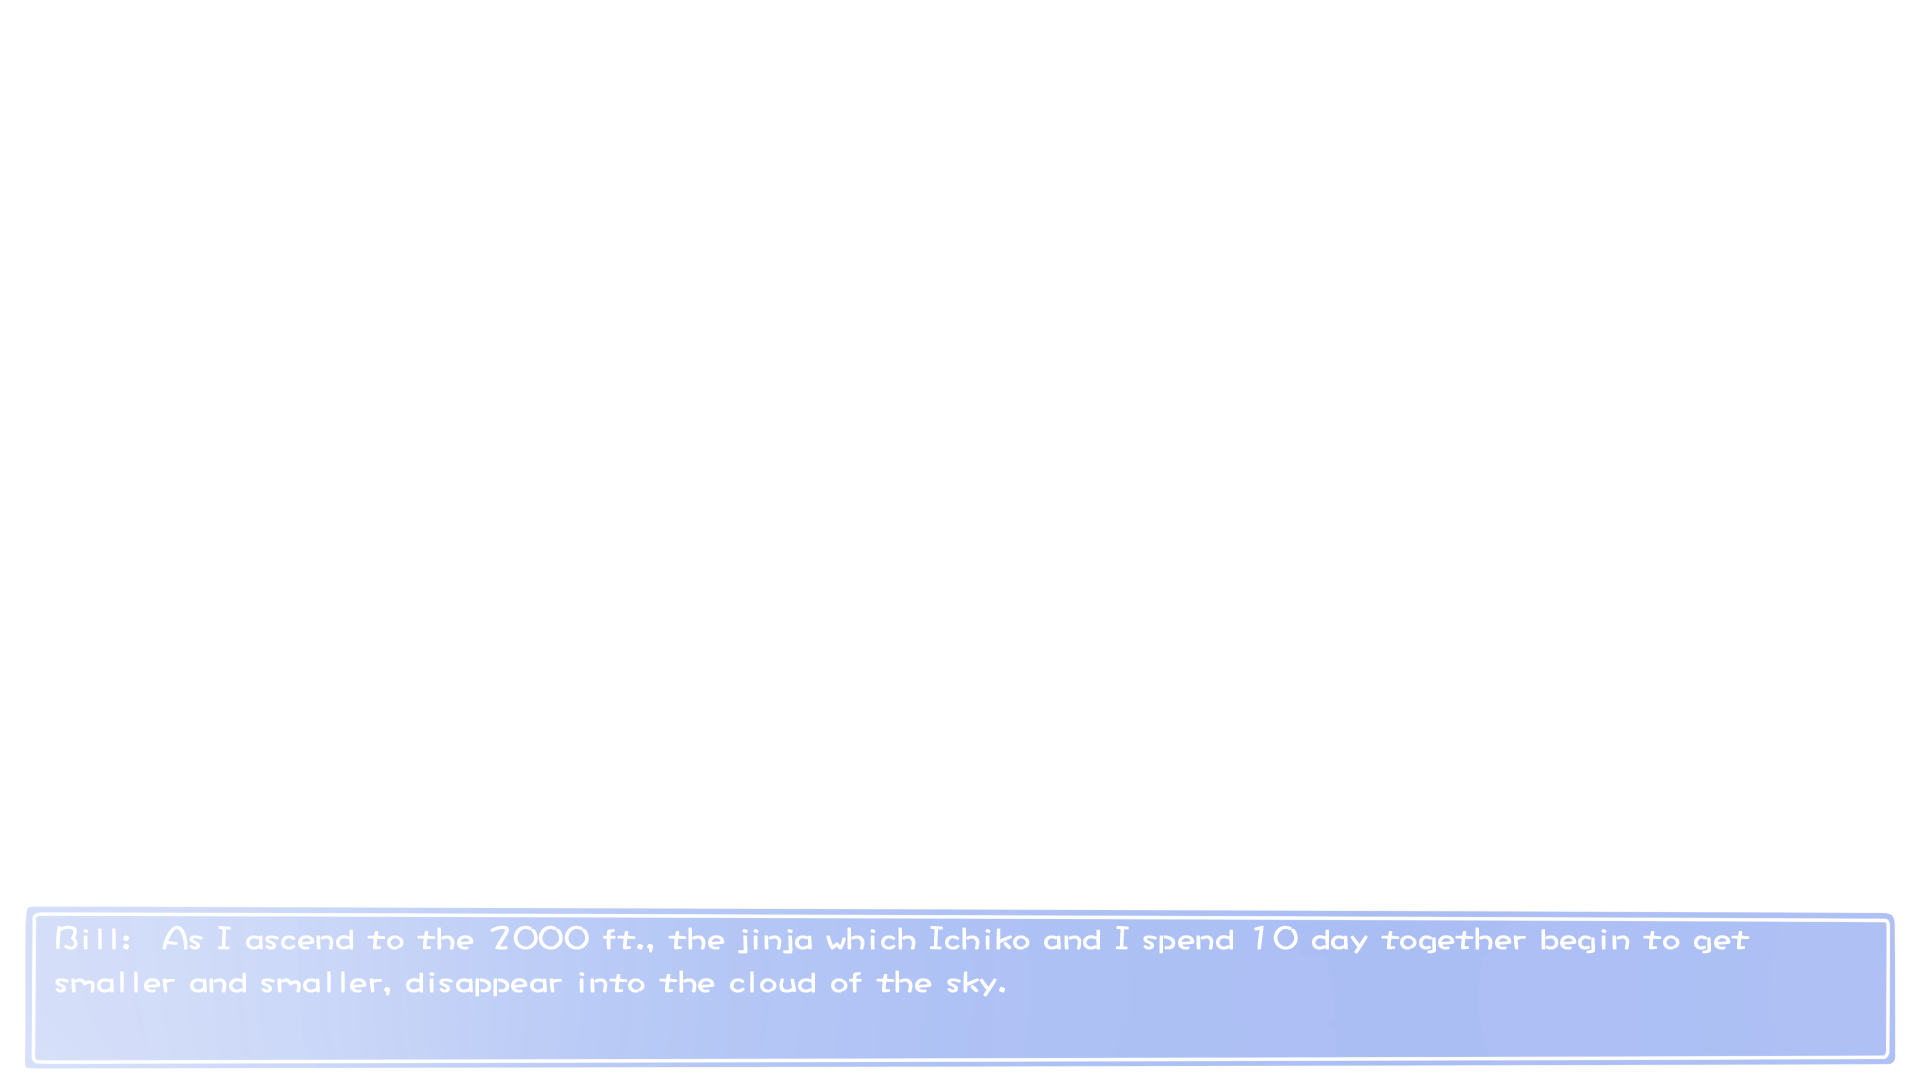 Bill: As I ascend to the 2000 ft., the jinja which Ichiko and I spend 10 day together begin to get
smaller and smaller, disappear into the cloud of the sky.